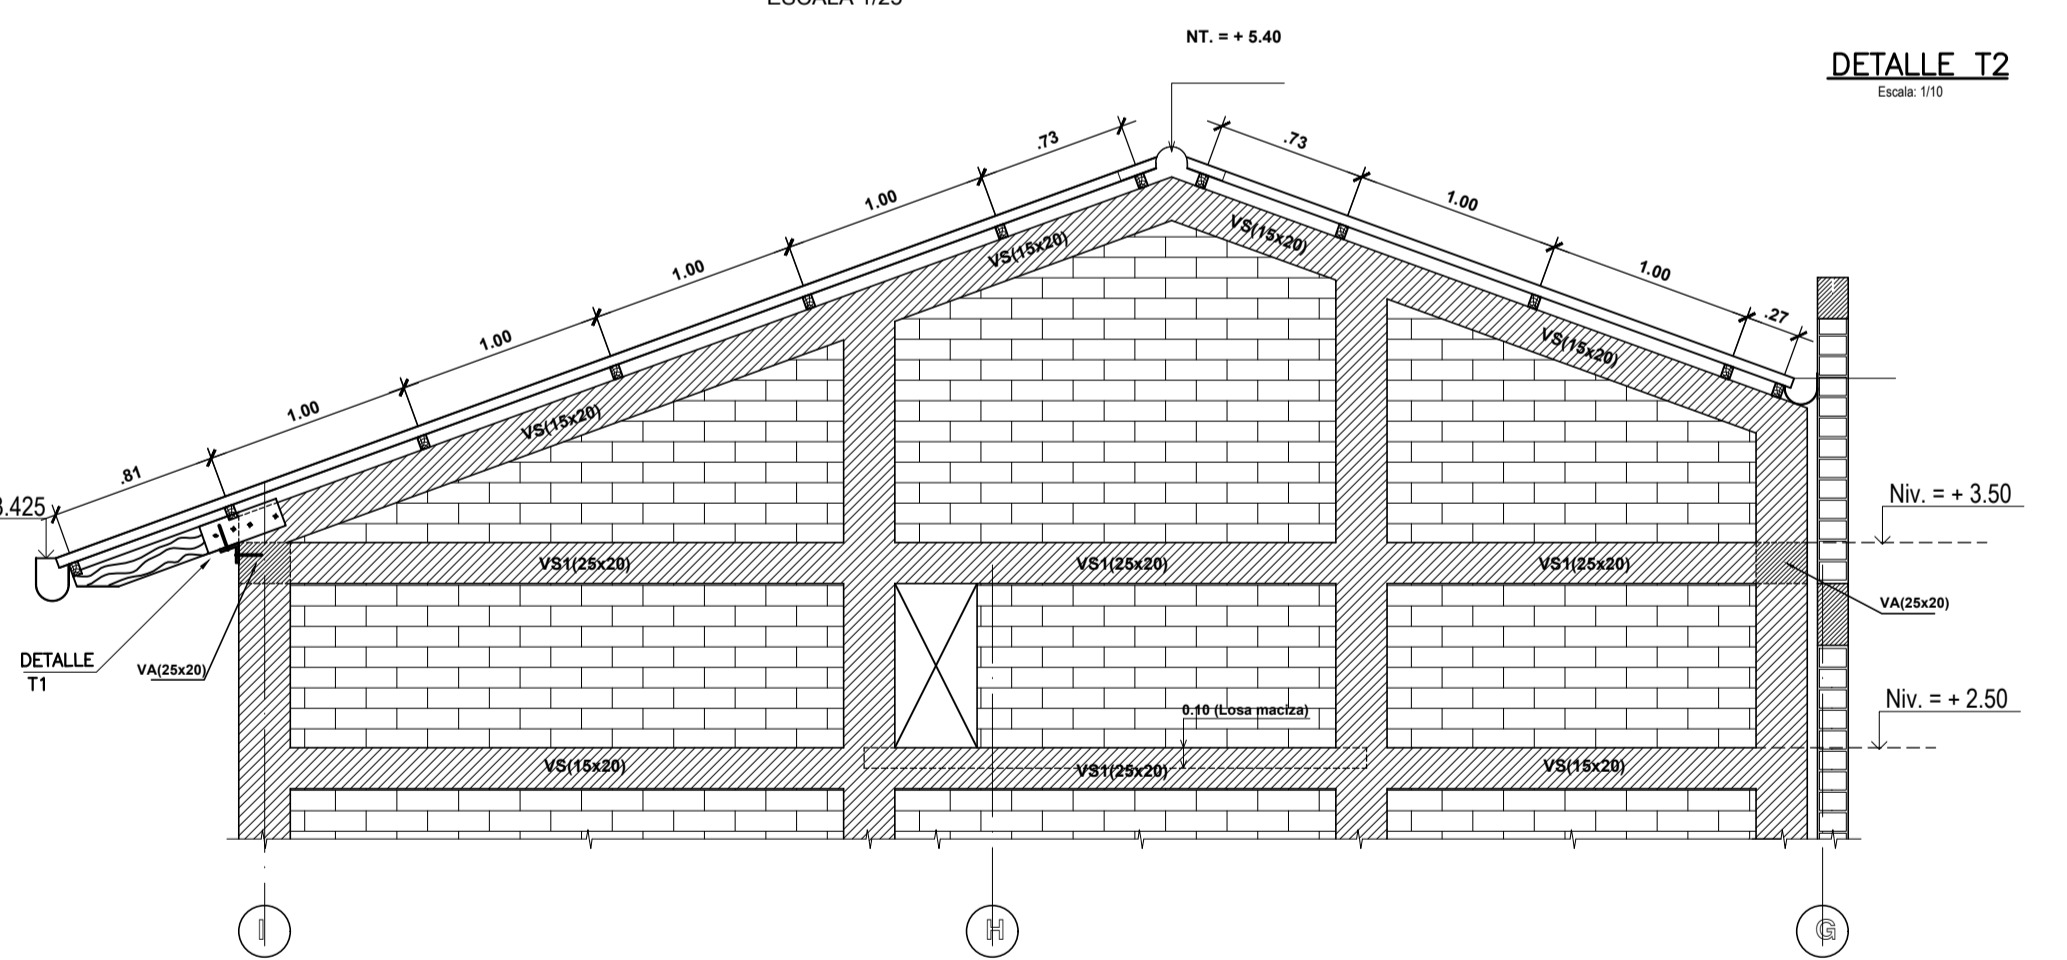 ESCALA 1/25
NT. = + 5.40
DETALLE T2
Escala: 1/10
.73
.73
1.00
1.00
1.00
1.00
1.00
1.00
.27
.81
VS(15x20)
VS(15x20)
VS(15x20)
VS(15x20)
3.425
Niv. = + 3.50
VS1(25x20)
VS1(25x20)
VS1(25x20)
VA(25x20)
DETALLE
T1
VA(25x20)
Niv. = + 2.50
0.10 (Losa maciza)
VS(15x20)
VS1(25x20)
VS(15x20)
I
H
G